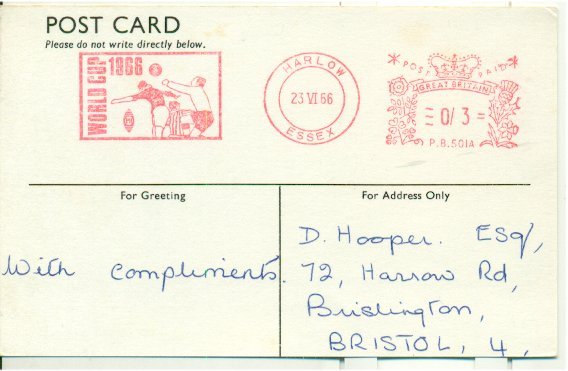 POST CARD
Please do not write directly below.
WORLD CUP 1966
HARLOW
23 VI 66
ESSEX
POST PAID
GREAT BRITAIN
0/3
P.B.501A
For Greeting
For Address Only
With compliments.
D. Hooper. Esq,
72, Harrow Rd,
Brislington,
BRISTOL, 4,